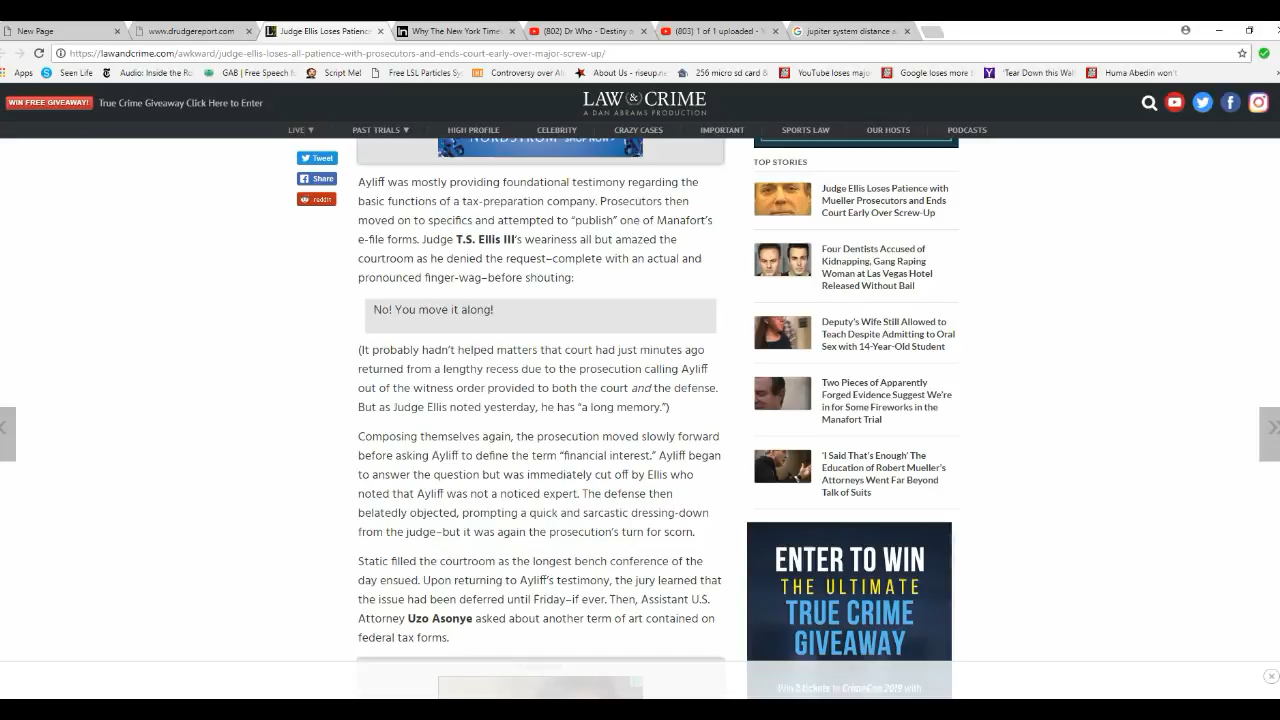 New Page
www.drudgereport.com
Judge Ellis Loses Patience
Why The New York Time
(802) Dr Who - Destiny o
(803) 1 of 1 uploaded - Y
jupiter system distance a
https://lawandcrime.com/awkward/judge-ellis-loses-all-patience-with-prosecutors-and-ends-court-early-over-major-screw-up/
Apps
Seen Life
Audio: Inside the Ro
GAB | Free Speech f
Script Me!
Free LSL Particles Sy
Controversy over Al
About Us - riseup.ne
256 micro sd card &
YouTube loses majo
Google loses more t
'Tear Down this Wal
Huma Abedin won't
WIN FREE GIVEAWAY!
True Crime Giveaway Click Here to Enter
LAW & CRIME
A DAN ABRAMS PRODUCTION
LIVE ▼
PAST TRIALS ▼
HIGH PROFILE
CELEBRITY
CRAZY CASES
IMPORTANT
SPORTS LAW
OUR HOSTS
PODCASTS
Tweet
Share
reddit
NORDSTROM SHOP NOW
Ayliff was mostly providing foundational testimony regarding the
basic functions of a tax-preparation company. Prosecutors then
moved on to specifics and attempted to “publish” one of Manafort’s
e-file forms. Judge T.S. Ellis III’s weariness all but amazed the
courtroom as he denied the request–complete with an actual and
pronounced finger-wag–before shouting:
No! You move it along!
(It probably hadn’t helped matters that court had just minutes ago
returned from a lengthy recess due to the prosecution calling Ayliff
out of the witness order provided to both the court and the defense.
But as Judge Ellis noted yesterday, he has “a long memory.”)
Composing themselves again, the prosecution moved slowly forward
before asking Ayliff to define the term “financial interest.” Ayliff began
to answer the question but was immediately cut off by Ellis who
noted that Ayliff was not a noticed expert. The defense then
belatedly objected, prompting a quick and sarcastic dressing-down
from the judge–but it was again the prosecution’s turn for scorn.
Static filled the courtroom as the longest bench conference of the
day ensued. Upon returning to Ayliff’s testimony, the jury learned that
the issue had been deferred until Friday–if ever. Then, Assistant U.S.
Attorney Uzo Asonye asked about another term of art contained on
federal tax forms.
TOP STORIES
Judge Ellis Loses Patience with
Mueller Prosecutors and Ends
Court Early Over Screw-Up
Four Dentists Accused of
Kidnapping, Gang Raping
Woman at Las Vegas Hotel
Released Without Bail
Deputy’s Wife Still Allowed to
Teach Despite Admitting to Oral
Sex with 14-Year-Old Student
Two Pieces of Apparently
Forged Evidence Suggest We’re
in for Some Fireworks in the
Manafort Trial
‘I Said That’s Enough’ The
Education of Robert Mueller’s
Attorneys Went Far Beyond
Talk of Suits
ENTER TO WIN
THE ULTIMATE
TRUE CRIME
GIVEAWAY
Win 2 tickets to CrimeCon 2019 with